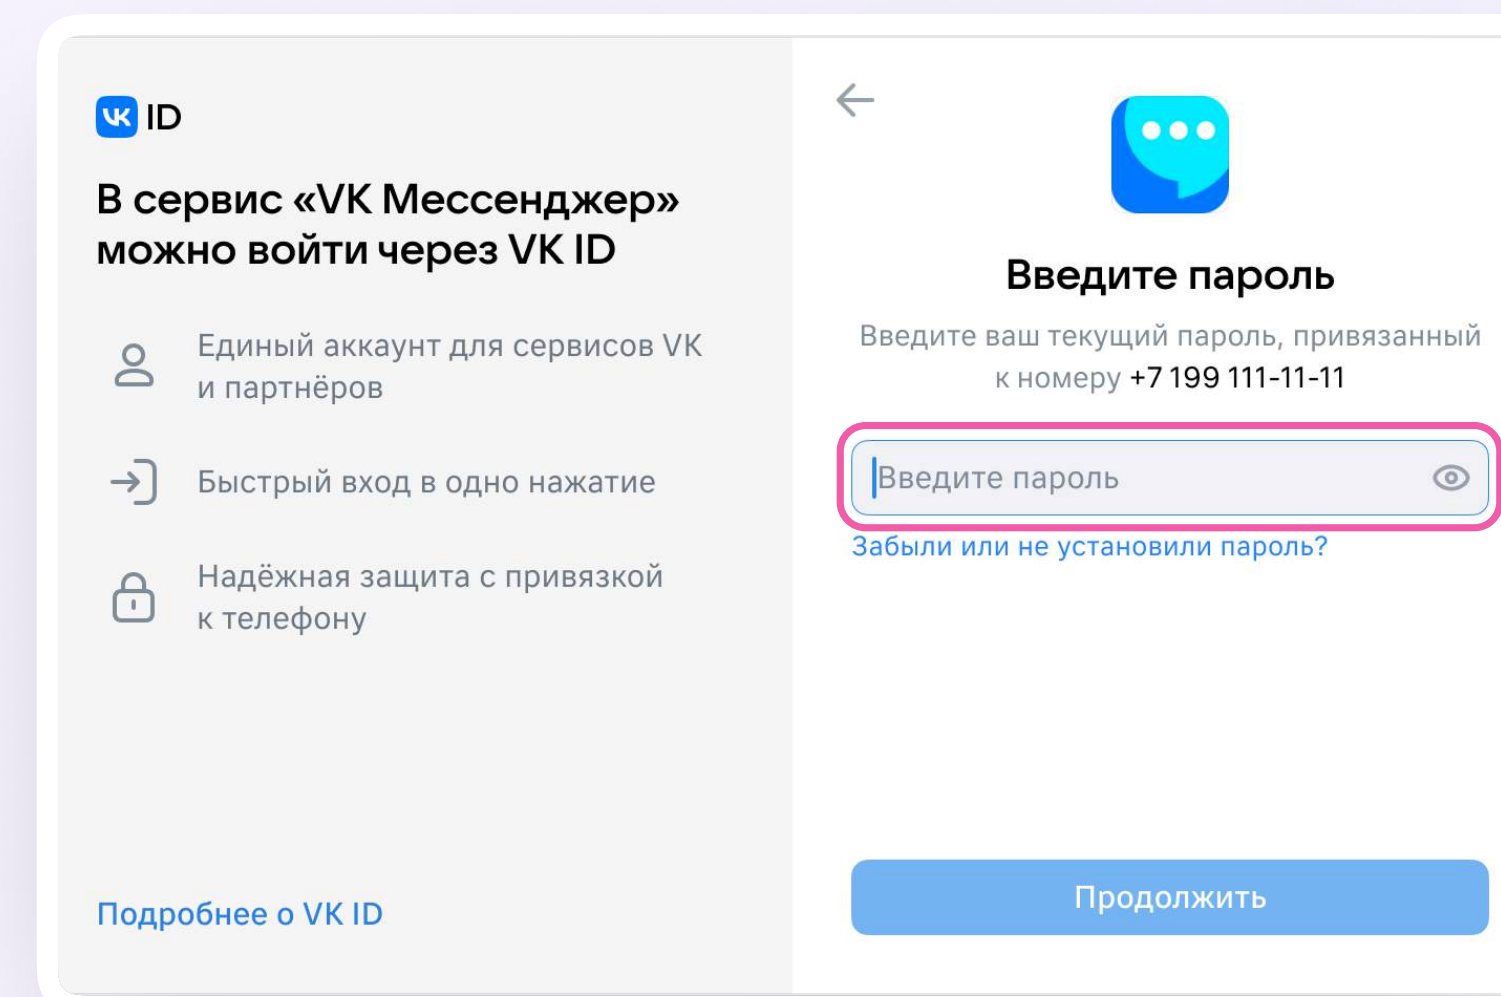 VK ID
В сервис «VK Мессенджер»
можно войти через VK ID
Единый аккаунт для сервисов VK
и партнёров
Быстрый вход в одно нажатие
Надёжная защита с привязкой
к телефону
Подробнее о VK ID
Введите пароль
Введите ваш текущий пароль, привязанный
к номеру +7 199 111-11-11
Введите пароль
Забыли или не установили пароль?
Продолжить